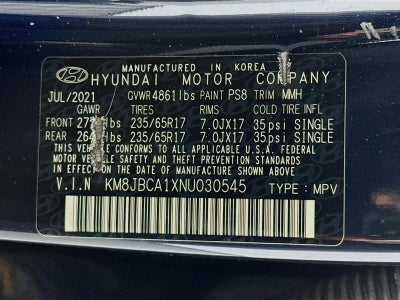 MANUFACTURED IN KOREA
HYUNDAI MOTOR COMPANY
JUL/2021 GVWR 4861lbs PAINT PS8 TRIM MMH
GAWR TIRES RIMS COLD TIRE INFL
FRONT lbs 235/65R17 7.0JX17 35psi SINGLE
REAR lbs 235/65R17 7.0JX17 35psi SINGLE
THIS VEHICLE CONFORMS TO ALL APPLICABLE U.S.A. FEDERAL
MOTOR VEHICLE SAFETY, BUMPER, AND THEFT PREVENTION
STANDARDS IN EFFECT ON THE DATE OF MANUFACTURE SHOWN ABOVE.
V.I.N KM8JBCA1XNU030545 TYPE : MPV